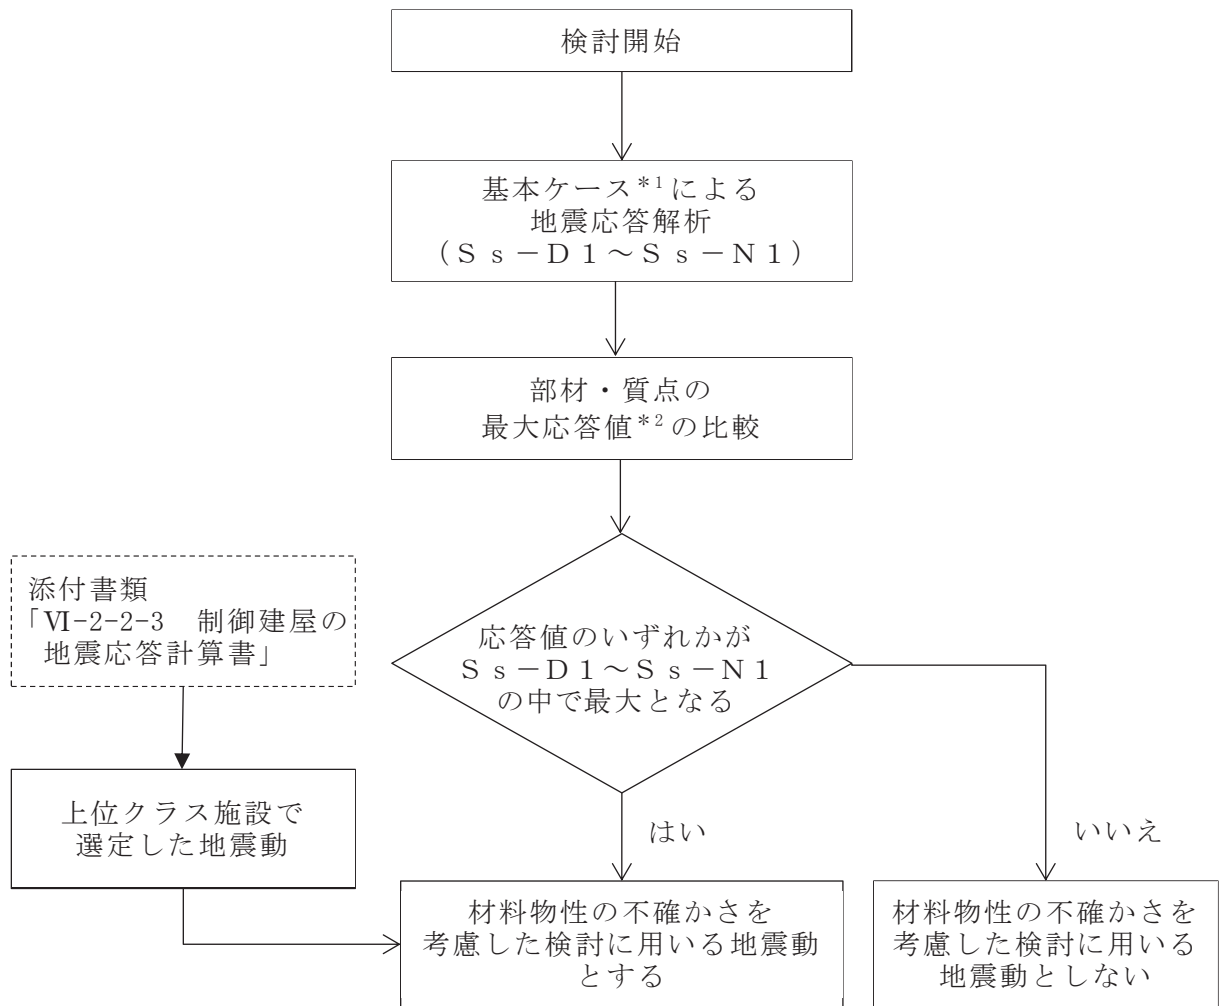 検討開始
基本ケース*1による
地震応答解析
(Ss-D1~Ss-N1)
部材・質点の
最大応答値*2の比較
応答値のいずれかが
Ss-D1~Ss-N1
の中で最大となる
添付書類
「Ⅵ-2-2-3 制御建屋の
地震応答計算書」
上位クラス施設で
選定した地震動
はい
いいえ
材料物性の不確かさを
考慮した検討に用いる地震動
とする
材料物性の不確かさを
考慮した検討に用いる
地震動としない